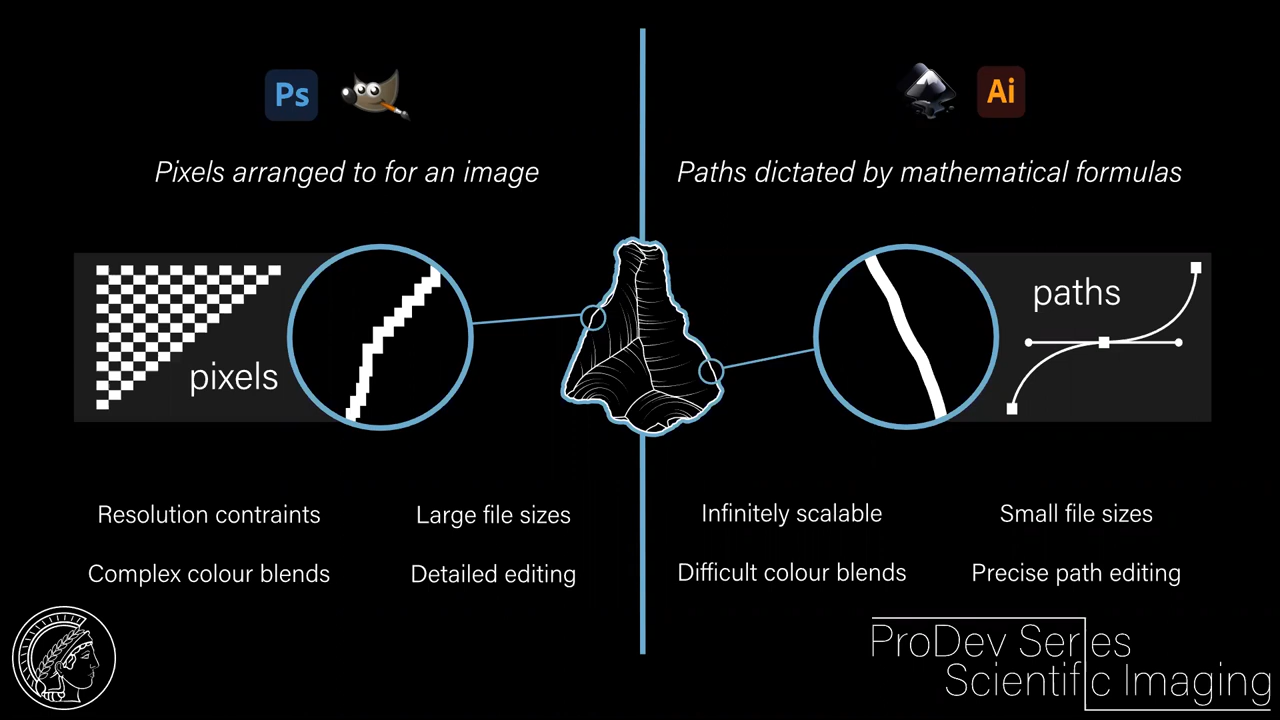 Ps
Ai
Pixels arranged to for an image
Paths dictated by mathematical formulas
pixels
paths
Resolution contraints
Large file sizes
Infinitely scalable
Small file sizes
Complex colour blends
Detailed editing
Difficult colour blends
Precise path editing
ProDev Series
Scientific Imaging